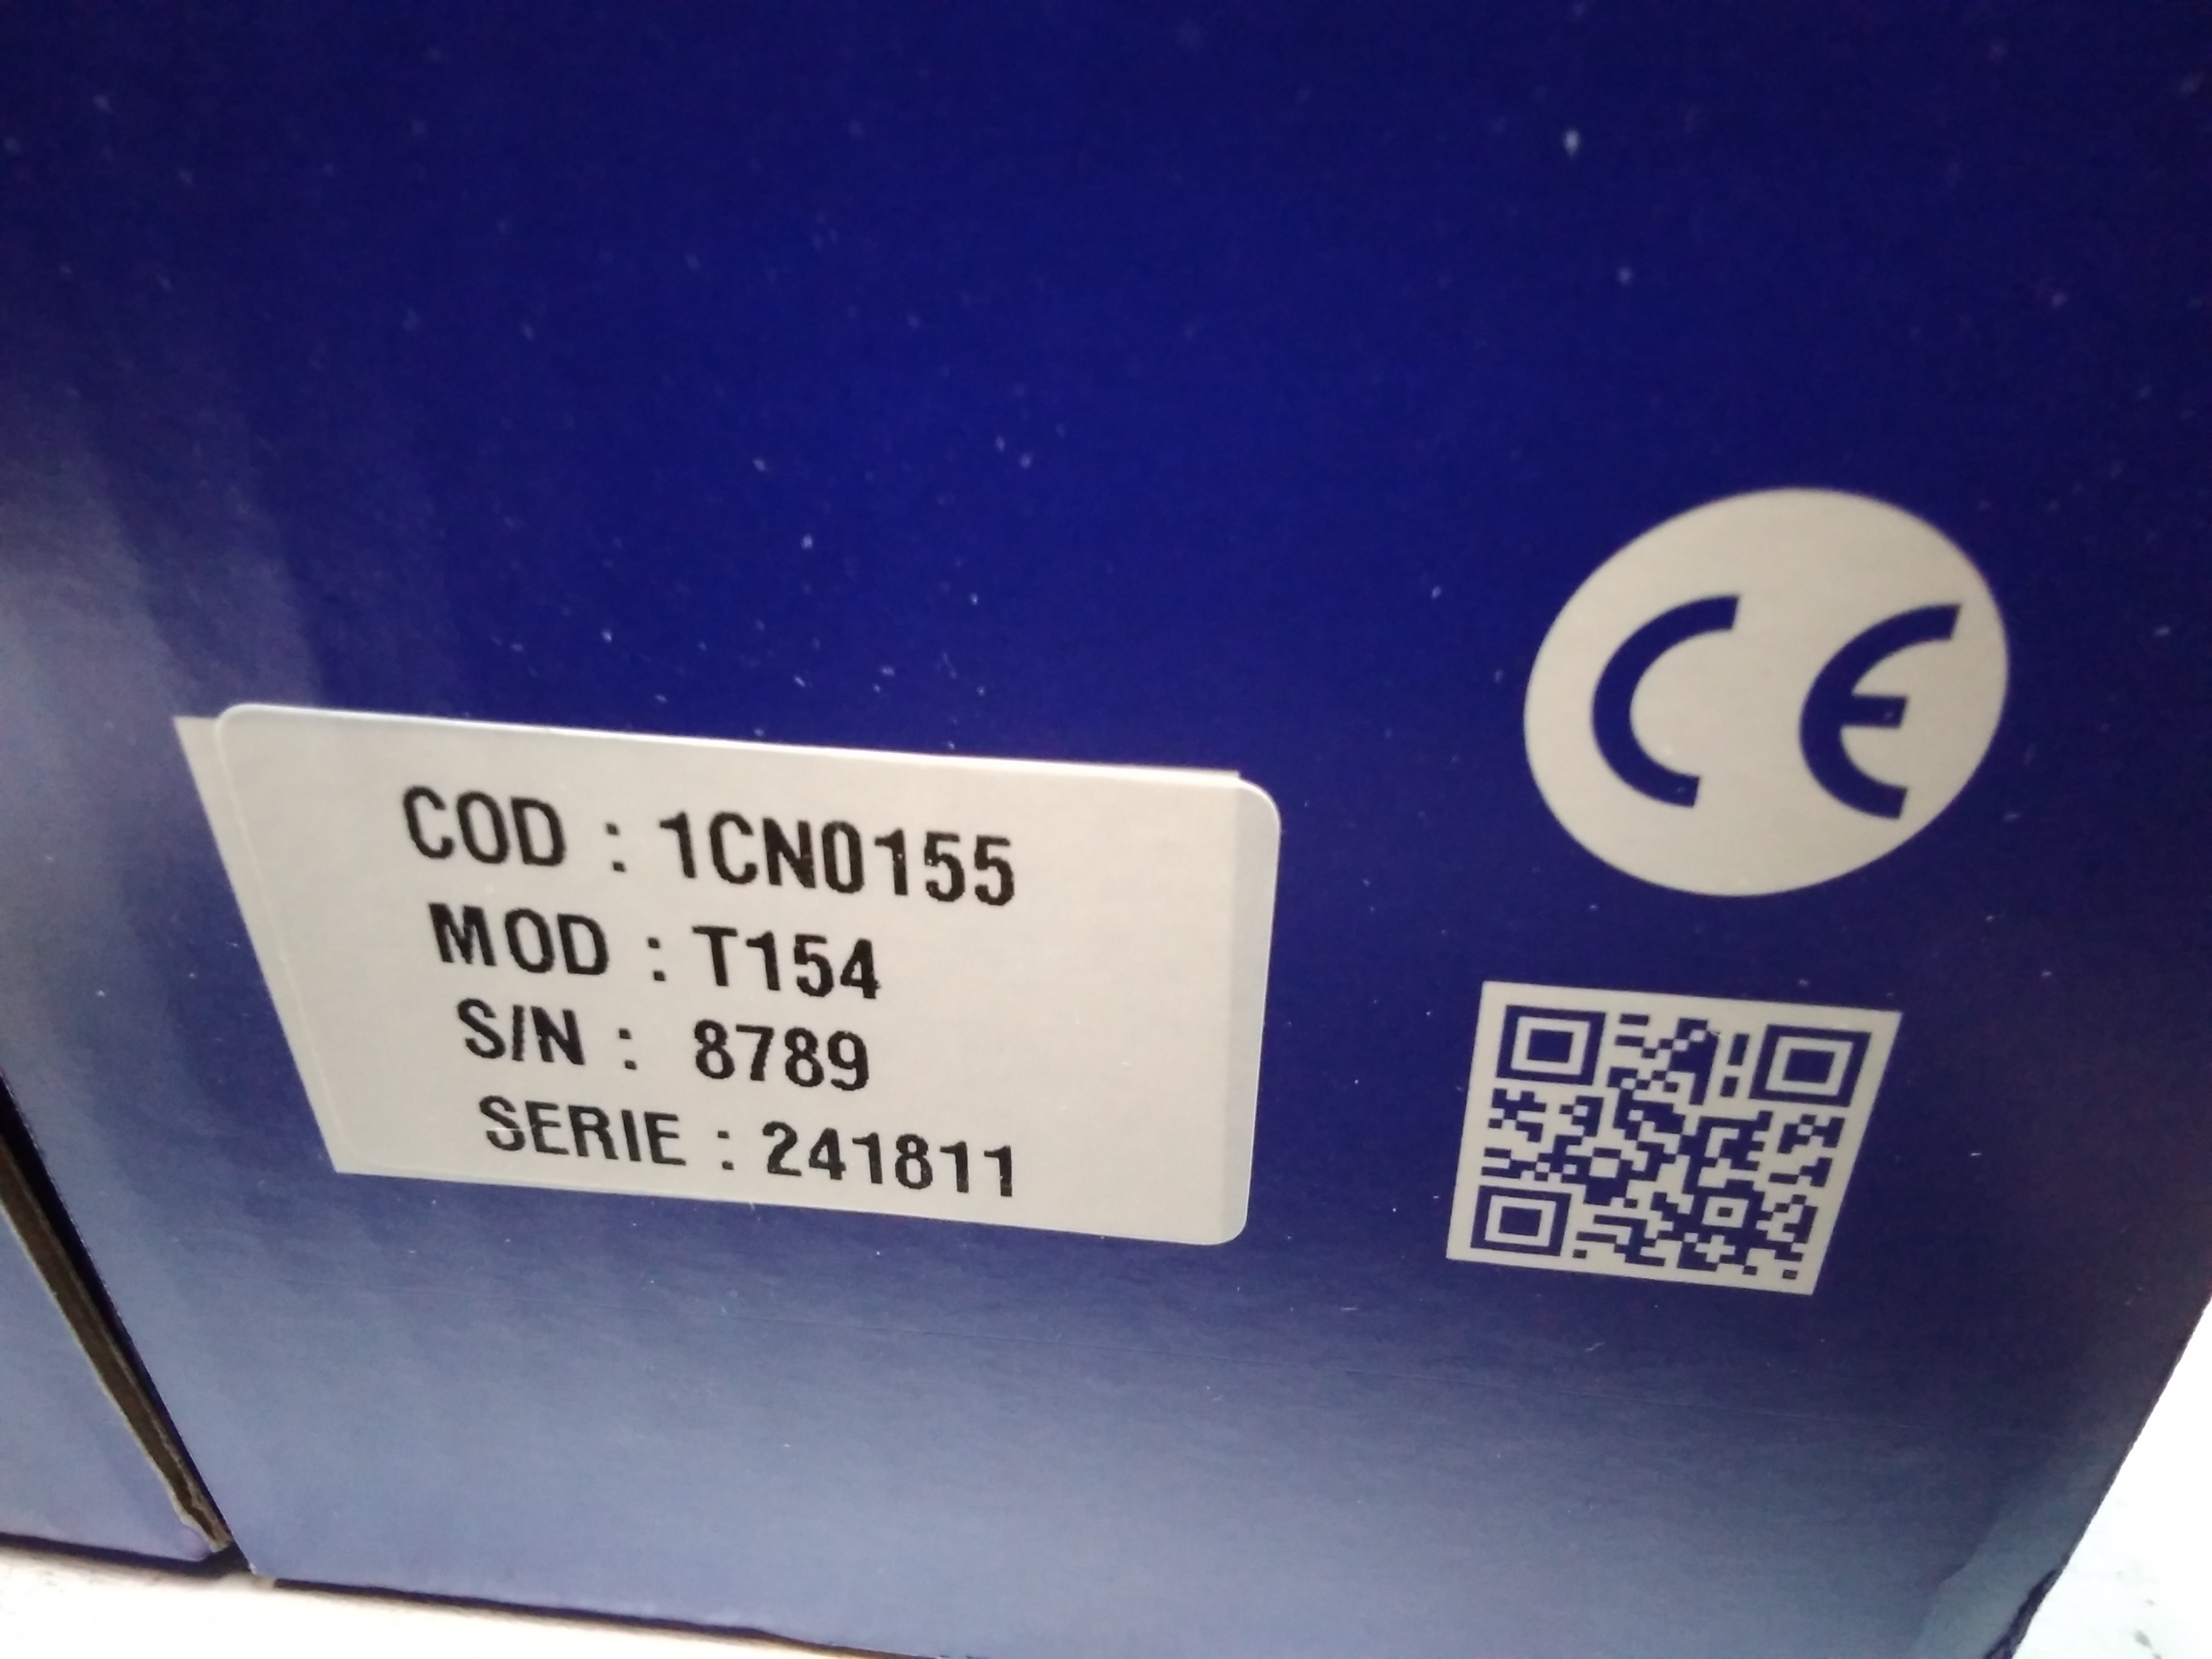 COD : 1CN0155
MOD : T154
S/N : 8789
SERIE : 241811
CE